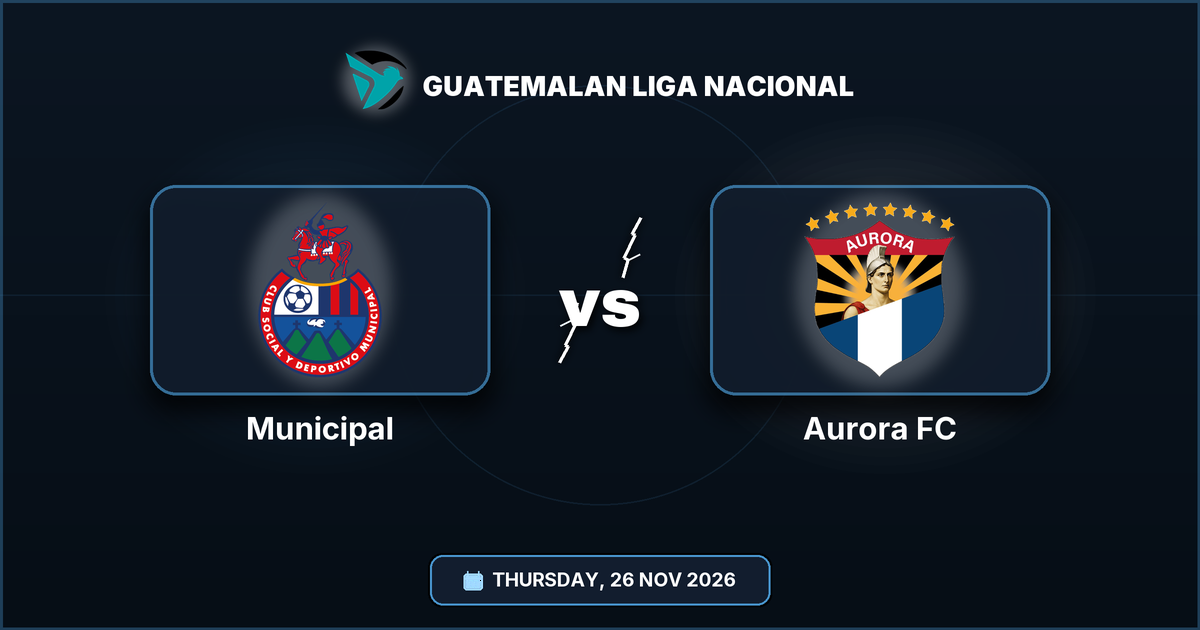 GUATEMALAN LIGA NACIONAL
CLUB SOCIAL Y DEPORTIVO MUNICIPAL
AURORA
VS
Municipal
Aurora FC
THURSDAY, 26 NOV 2026